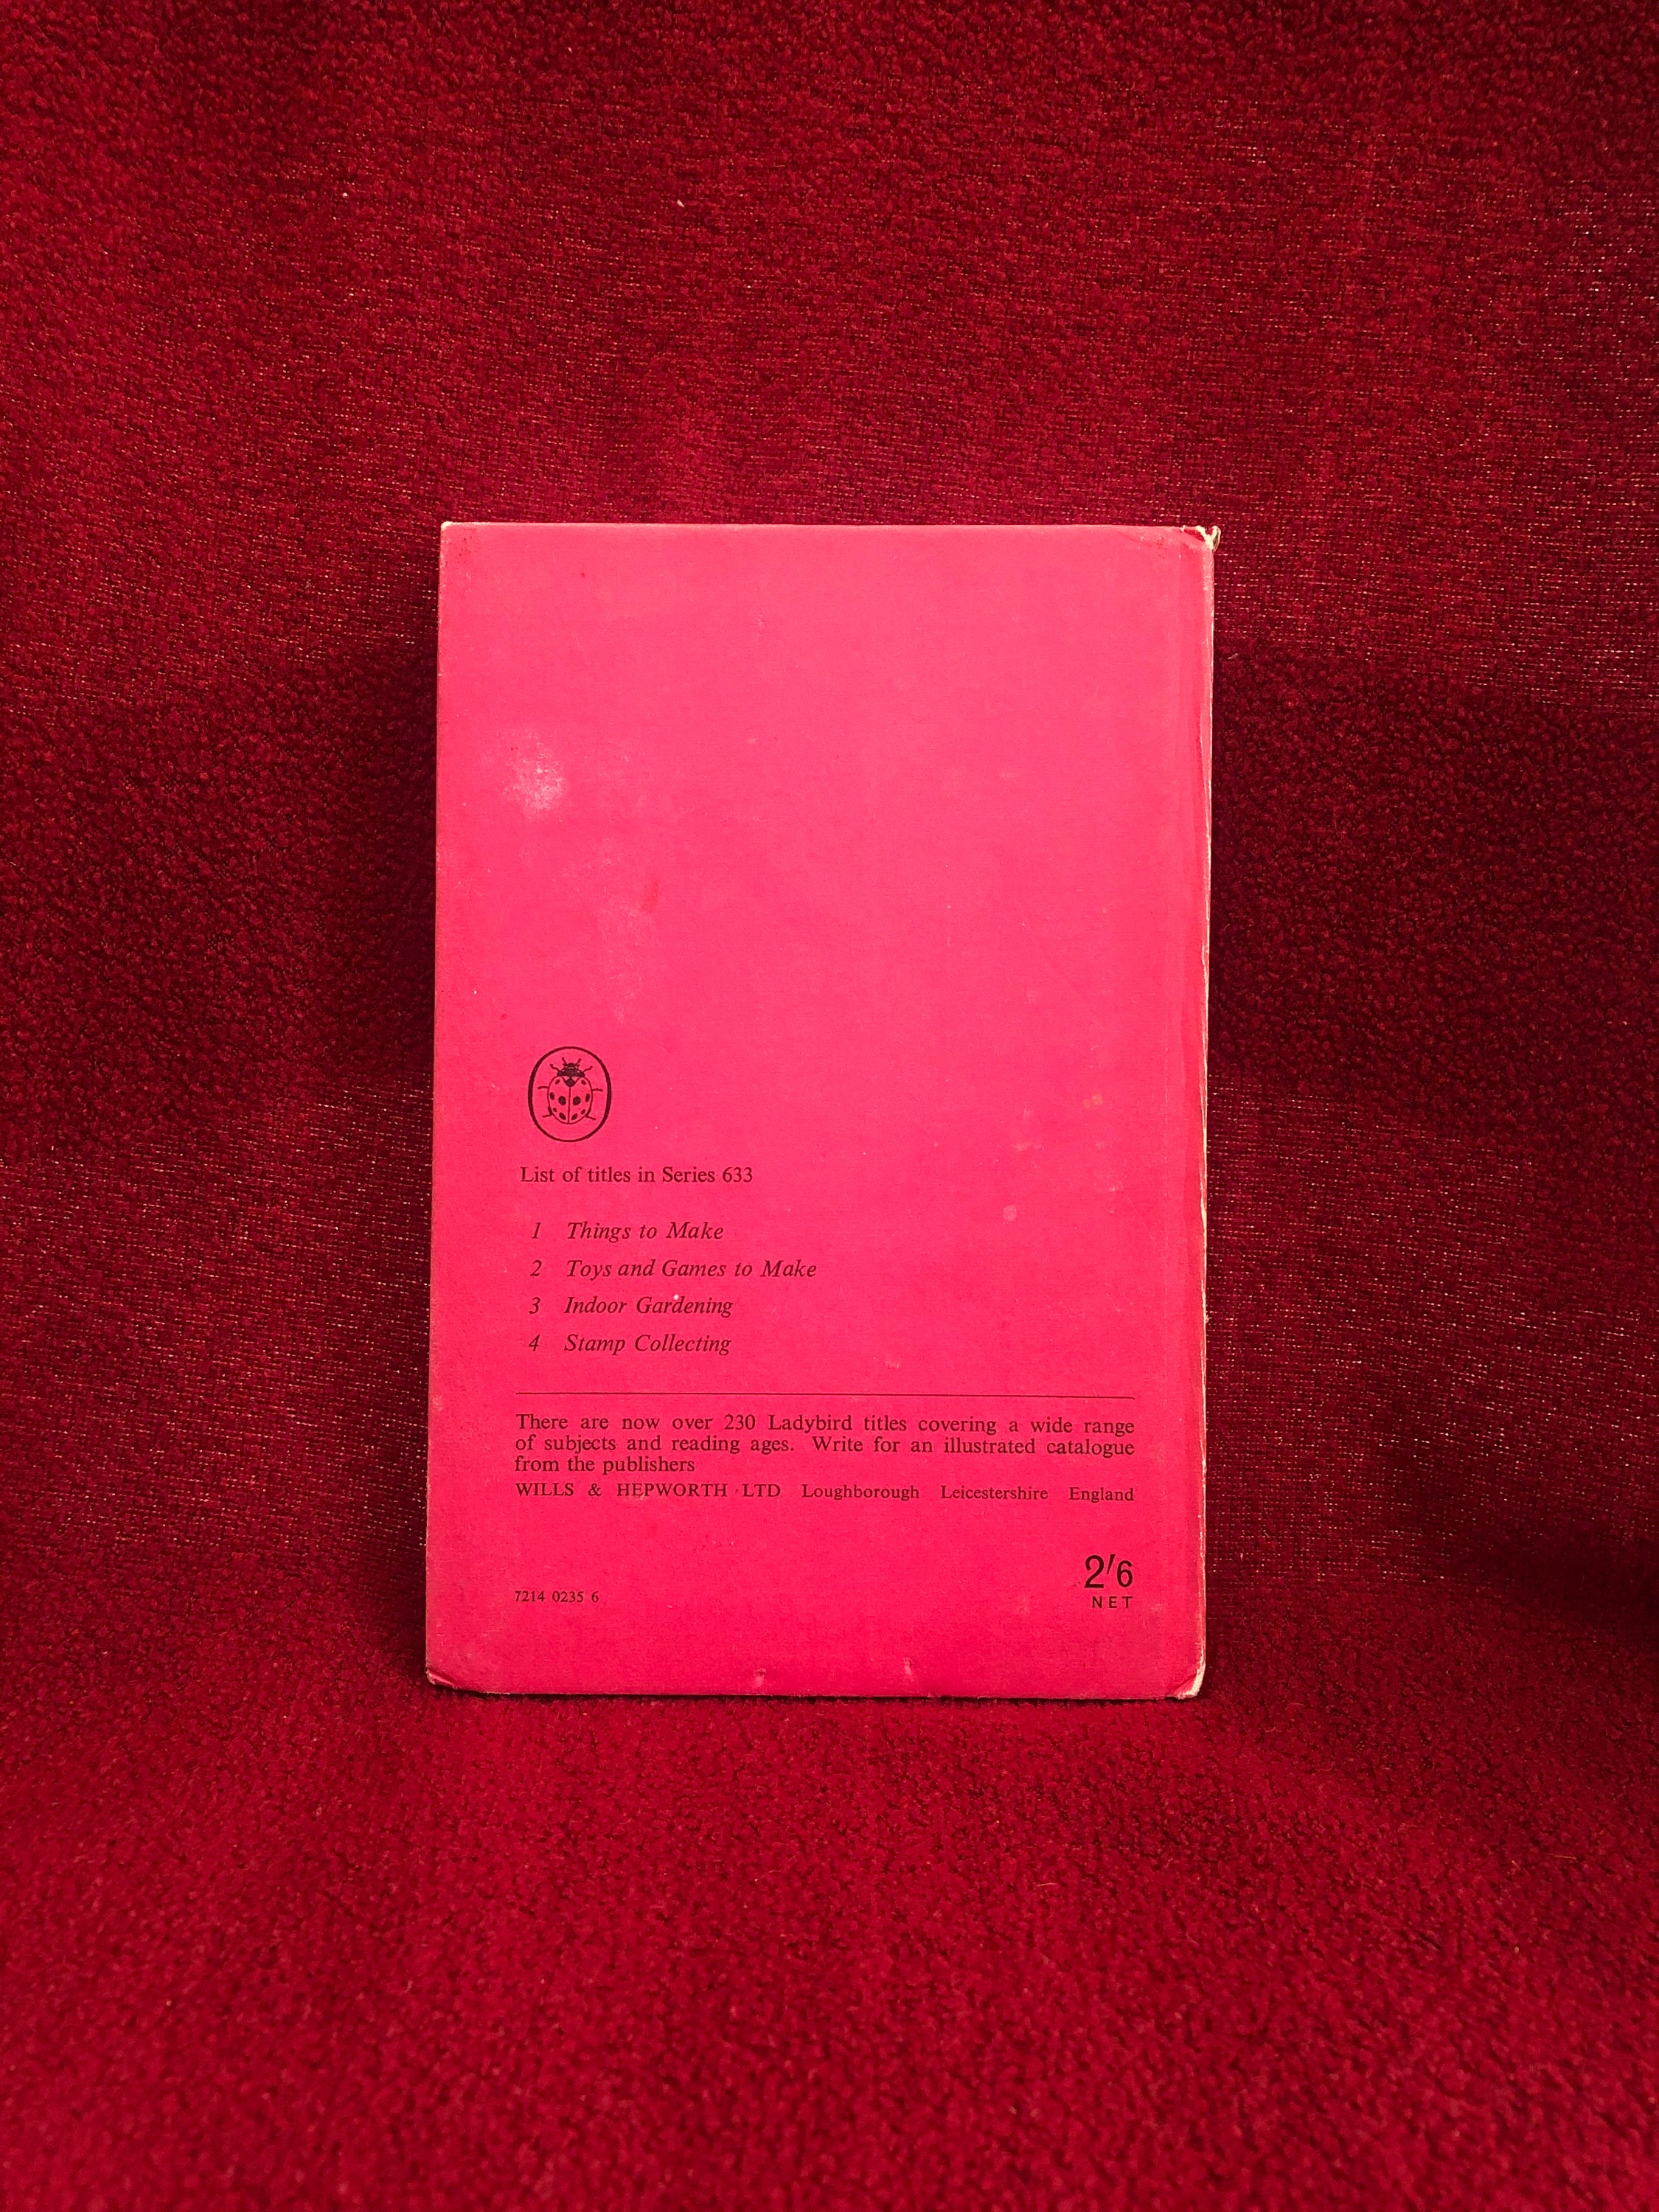 List of titles in Series 633
1 Things to Make
2 Toys and Games to Make
3 Indoor Gardening
4 Stamp Collecting
There are now over 230 Ladybird titles covering a wide range
of subjects and reading ages. Write for an illustrated catalogue
from the publishers
WILLS & HEPWORTH LTD Loughborough Leicestershire England
2'6
NET
7214 0235 6